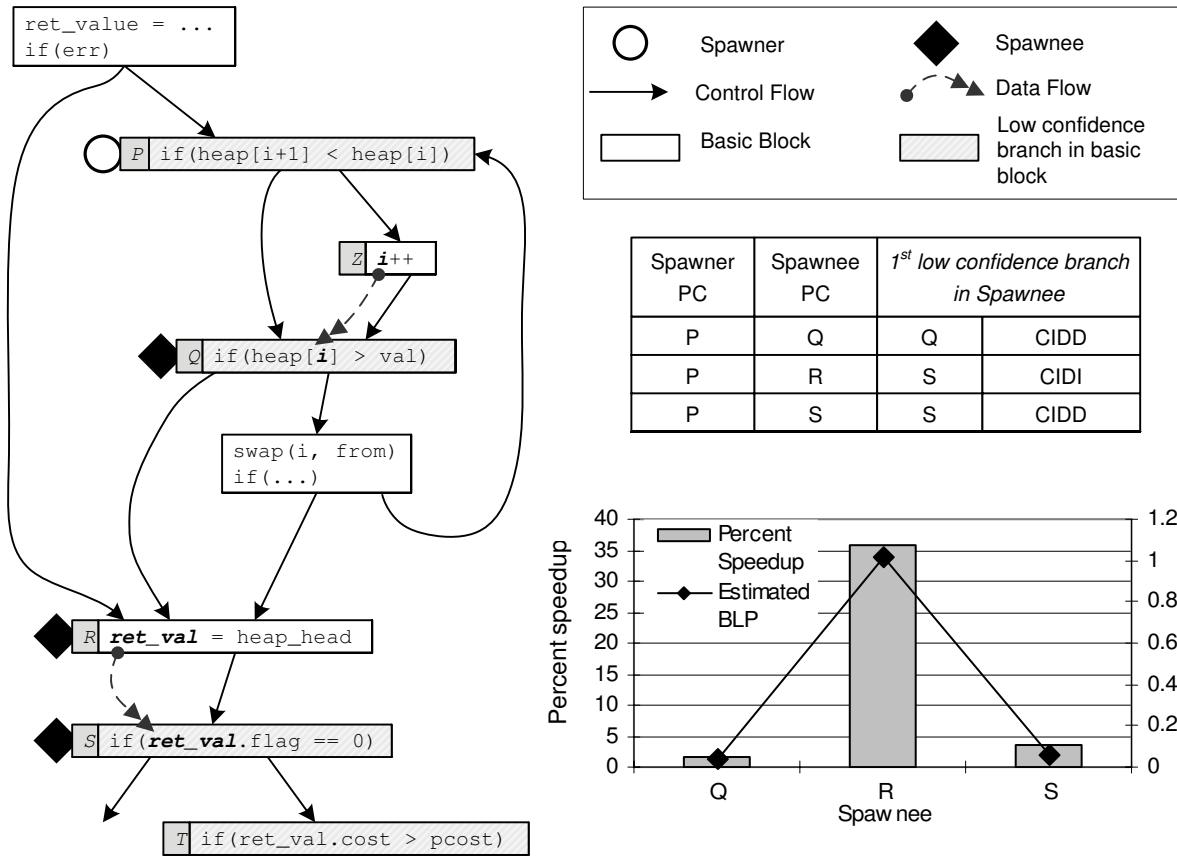 ret_value = ...
if(err)
P if(heap[i+1] < heap[i])
Z i++
Q if(heap[i] > val)
swap(i, from)
if(...)
R ret_val = heap_head
S if(ret_val.flag == 0)
T if(ret_val.cost > pcost)
Spawner
Spawnee
Control Flow
Data Flow
Basic Block
Low confidence
branch in basic
block
Spawner PC Spawnee PC 1st low confidence branch in Spawnee
P Q Q CIDD
P R S CIDI
P S S CIDD
Percent speedup
40
35
30
25
20
15
10
5
0
Percent
Speedup
Estimated
BLP
1.2
1
0.8
0.6
0.4
0.2
0
Q R S
Spawnee